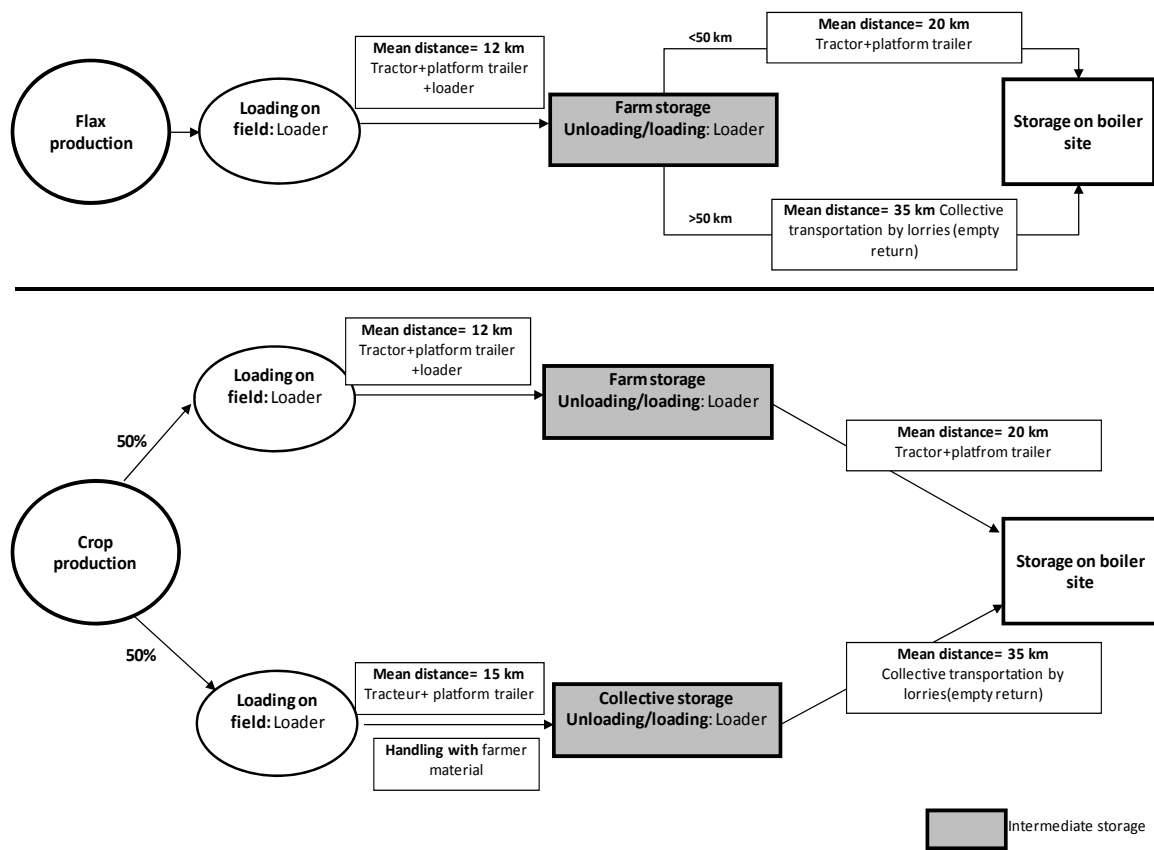 Flax
production
Loading on
field: Loader
Mean distance= 12 km
Tractor+platform trailer
+loader
Farm storage
Unloading/loading: Loader
<50 km
Mean distance= 20 km
Tractor+platform trailer
>50 km
Mean distance= 35 km Collective
transportation by lorries (empty
return)
Storage on boiler
site
Crop
production
50%
Loading on
field: Loader
Mean distance= 12 km
Tractor+platform trailer
+loader
Farm storage
Unloading/loading: Loader
Mean distance= 20 km
Tractor+platfrom trailer
50%
Loading on
field: Loader
Mean distance= 15 km
Tracteur+ platform trailer
Handling with farmer
material
Collective storage
Unloading/loading: Loader
Mean distance= 35 km
Collective transportation by
lorries(empty return)
Storage on boiler
site
Intermediate storage